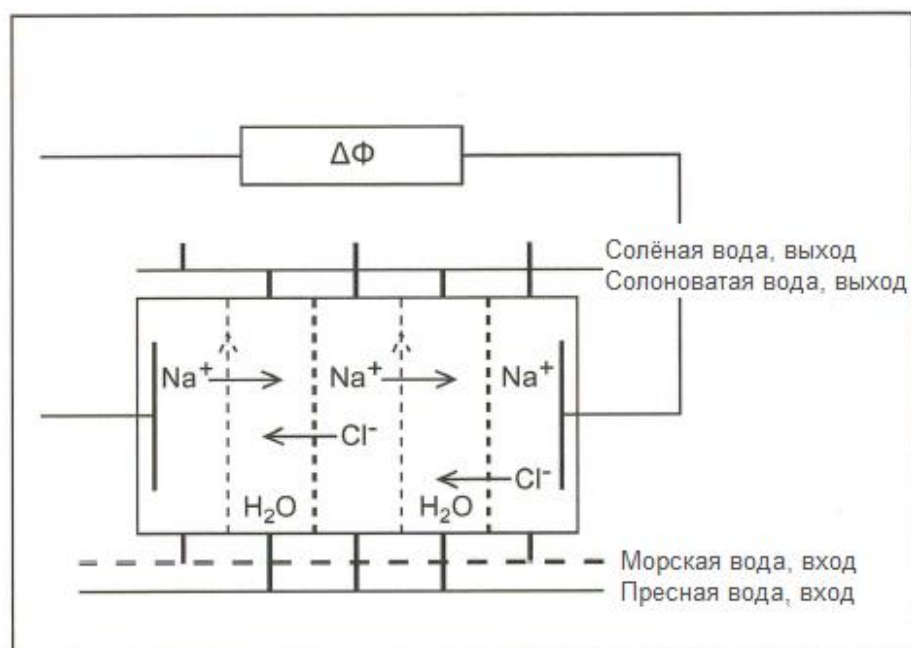 ΔΦ
Солёная вода, выход
Солоноватая вода, выход
Na⁺ Na⁺ Na⁺
Cl⁻
Cl⁻
H₂O H₂O
Морская вода, вход
Пресная вода, вход